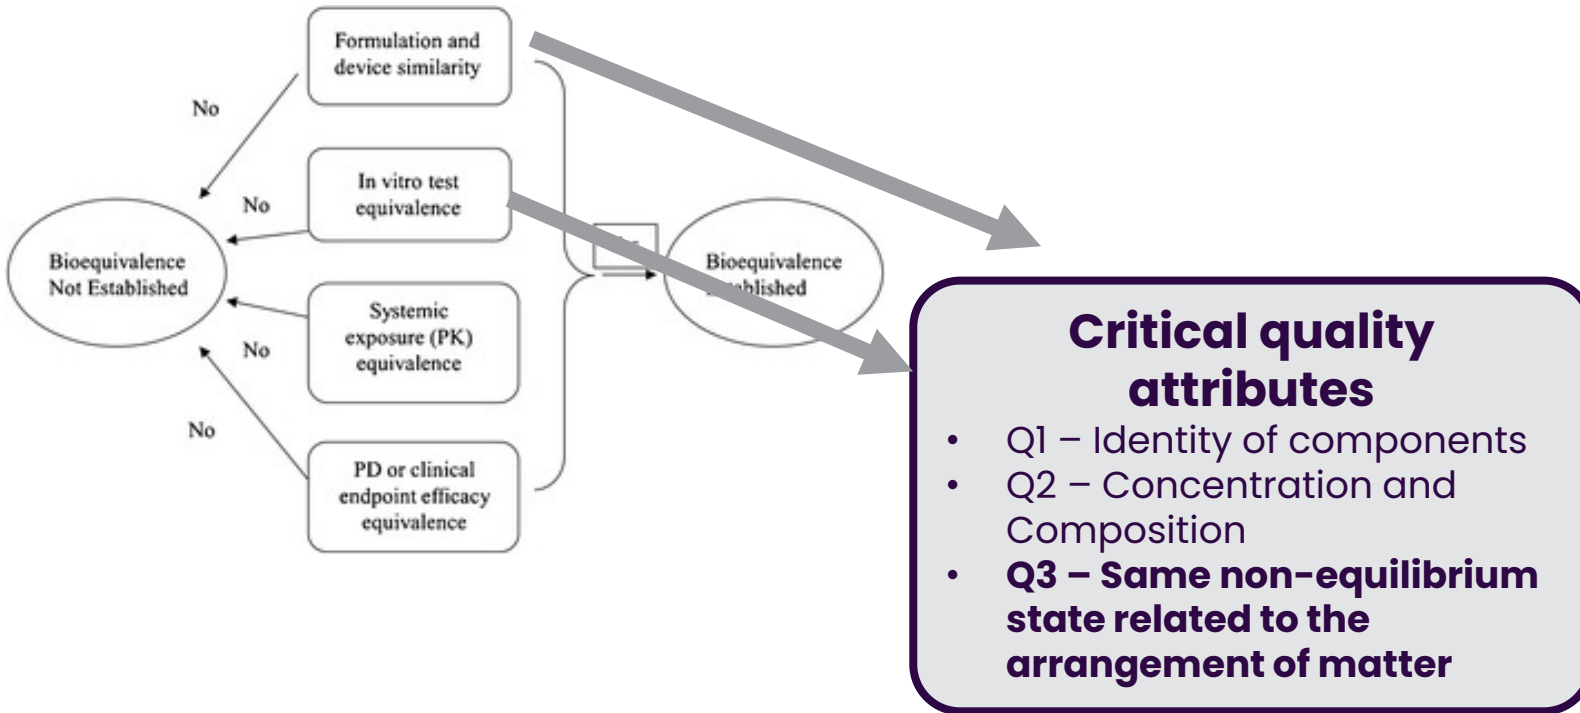 Formulation and
device similarity
No
In vitro test
equivalence
No
Bioequivalence
Not Established
Bioequivalence
Systemic
exposure (PK)
equivalence
No
No
PD or clinical
endpoint efficacy
equivalence
Critical quality
attributes
• Q1 – Identity of components
• Q2 – Concentration and
Composition
• Q3 – Same non-equilibrium
state related to the
arrangement of matter